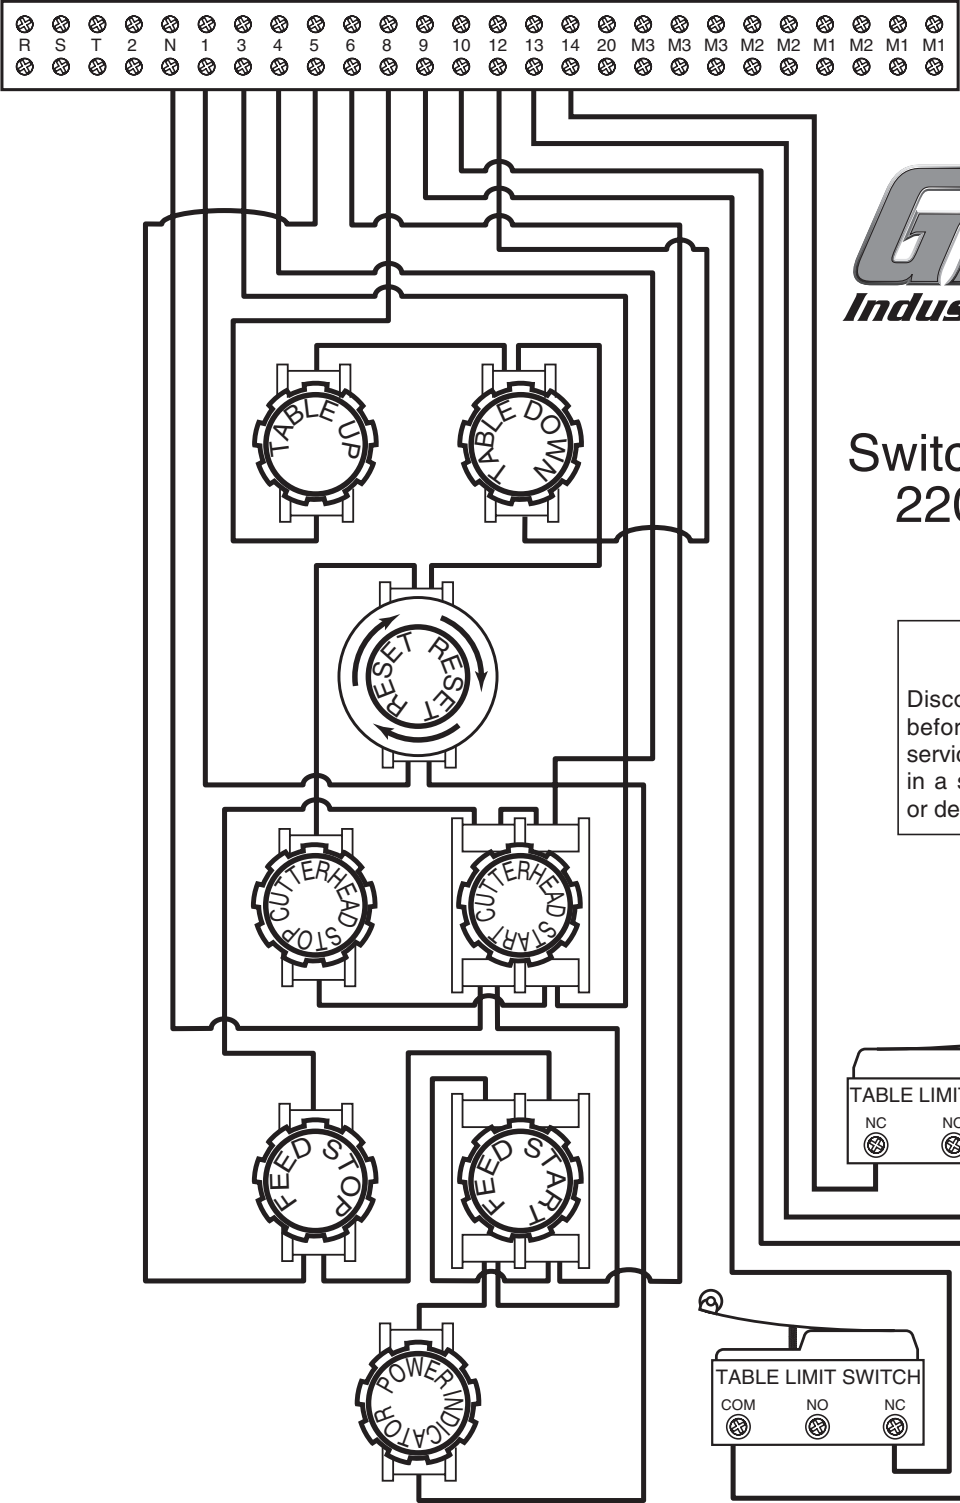 R S T 2 N 1 3 4 5 6 8 9 10 12 13 14 20 M3 M3 M3 M2 M2 M1 M2 M1 M1
Indus
Switc
220
TABLE UP
TABLE DOWN
RESET RESET
Disco
befor
servic
in a s
or de
CUTTERHEAD STOP
CUTTERHEAD START
TABLE LIMIT
NC
FEED STOP
FEED START
POWER INDICATOR
TABLE LIMIT SWITCH
COM NO NC